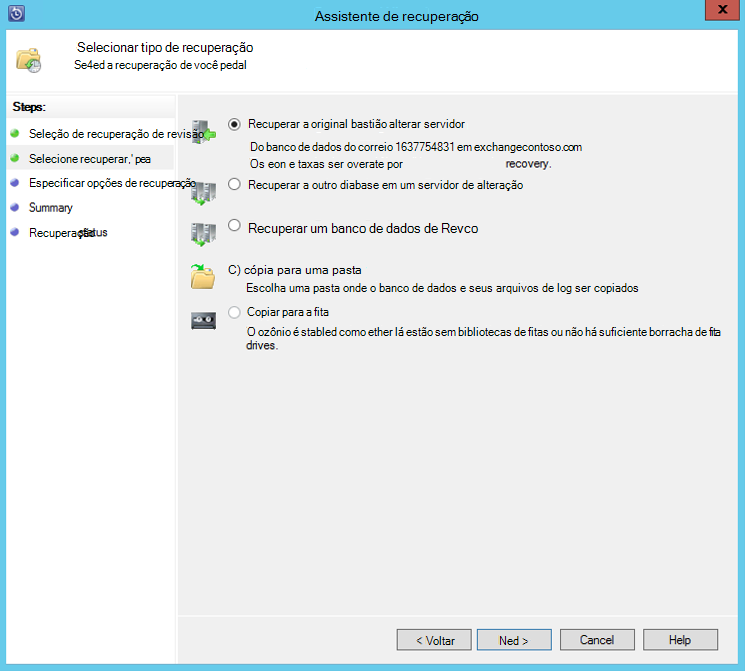 Assistente de recuperação
x
Selecionar tipo de recuperação
Se4ed a recuperação de você pedal
Steps:
Seleção de recuperação de revisão
Selecione recuperar,' pea
Especificar opções de recuperação
Summary
Recuperação status
Recuperar a original bastião alterar servidor
Do banco de dados do correio 1637754831 em exchangecontoso.com
Os eon e taxas ser overate por recovery.
Recuperar a outro diabase em um servidor de alteração
Recuperar um banco de dados de Revco
C) cópia para uma pasta
Escolha uma pasta onde o banco de dados e seus arquivos de log ser copiados
Copiar para a fita
O ozônio é stabled como ether lá estão sem bibliotecas de fitas ou não há suficiente borracha de fita
drives.
< Voltar
Ned >
Cancel
Help